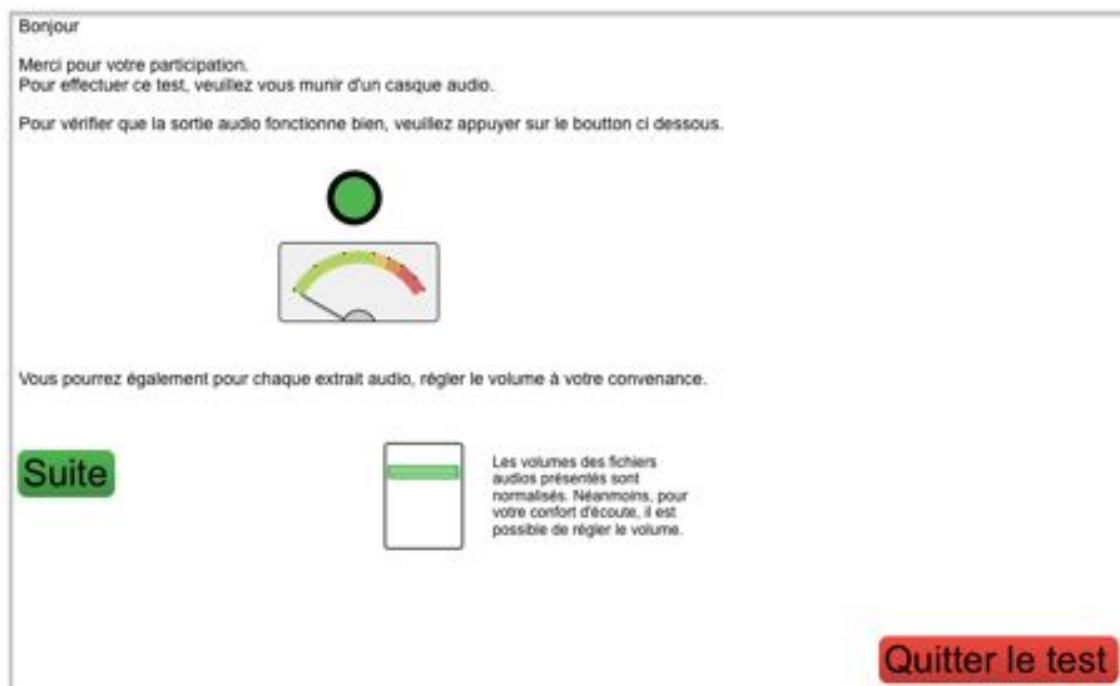 Bonjour
Merci pour votre participation.
Pour effectuer ce test, veuillez vous munir d'un casque audio.
Pour vérifier que la sortie audio fonctionne bien, veuillez appuyer sur le boutton ci dessous.
Vous pourrez également pour chaque extrait audio, régler le volume à votre convenance.
Suite
Les volumes des fichiers
audios présentés sont
normalisés. Néanmoins, pour
votre confort d'écoute, il est
possible de régler le volume.
Quitter le test